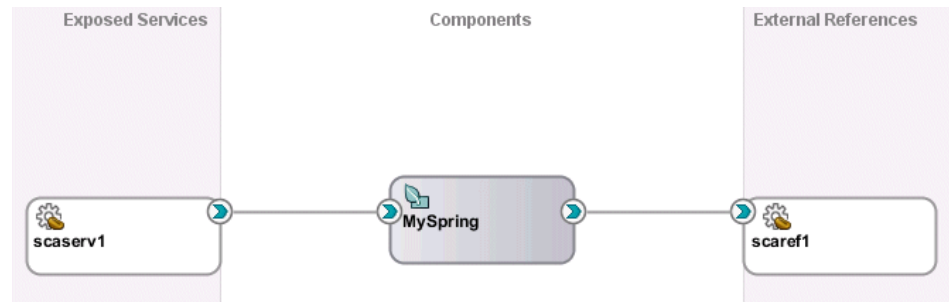 Exposed Services
Components
External References
scaserv1
MySpring
scaref1